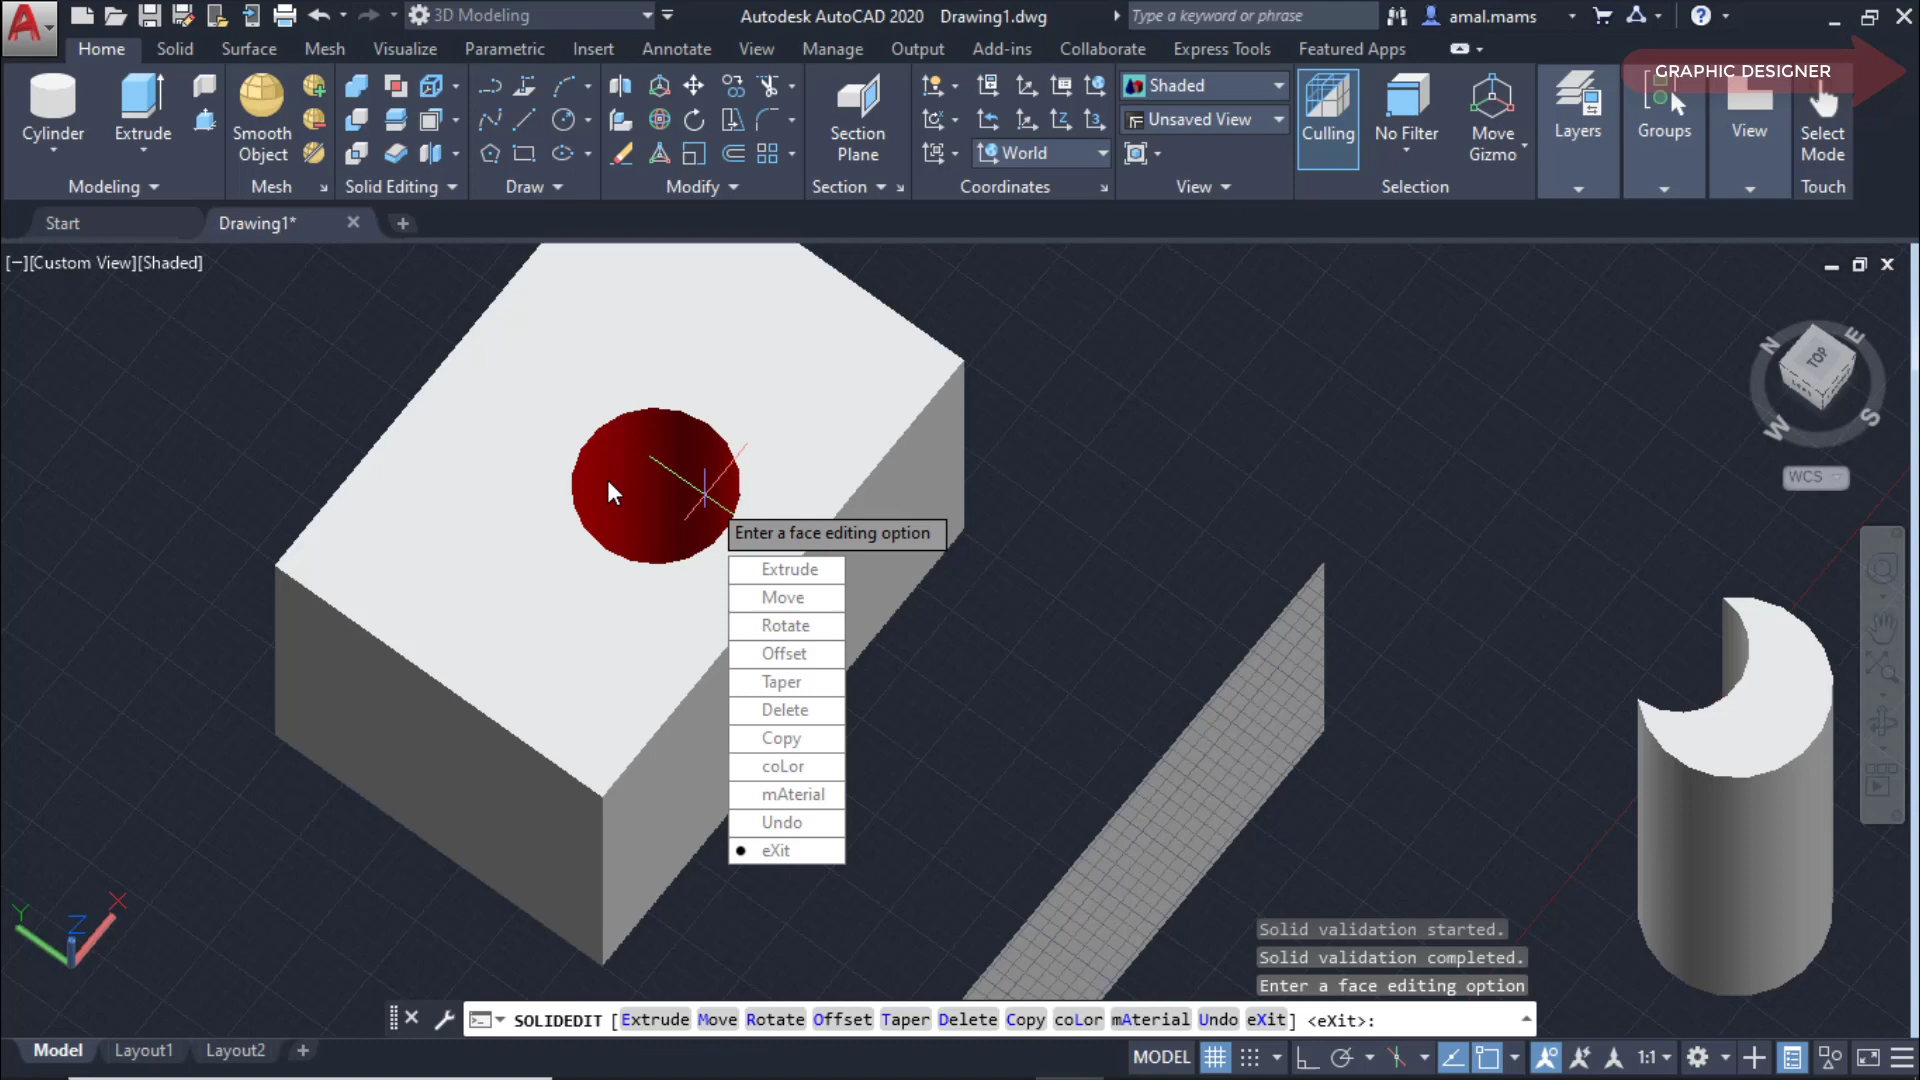 3D Modeling
Autodesk AutoCAD 2020 Drawing1.dwg
Type a keyword or phrase
amal.mams
Home Solid Surface Mesh Parametric Visualize Insert Annotate View Manage Output Add-ins Collaborate Express Tools Featured Apps
GRAPHIC DESIGNER
Cylinder
Extrude
Smooth Object
Section Plane
Shaded
Unsaved View
World
Culling
No Filter
Move Gizmo
Layers
Groups
View
Select Mode
Modeling
Mesh
Solid Editing
Draw
Modify
Section
Coordinates
View
Selection
Touch
Start
Drawing1*
[−][Custom View][Shaded]
N
E
TOP
W
S
WCS
Enter a face editing option
Extrude
Move
Rotate
Offset
Taper
Delete
Copy
coLor
mAterial
Undo
eXit
Y
Z
X
Solid validation started.
Solid validation completed.
Enter a face editing option
SOLIDEDIT [Extrude Move Rotate Offset Taper Delete Copy coLor mAterial Undo eXit] <eXit>:
Model
Layout1
Layout2
MODEL
1:1